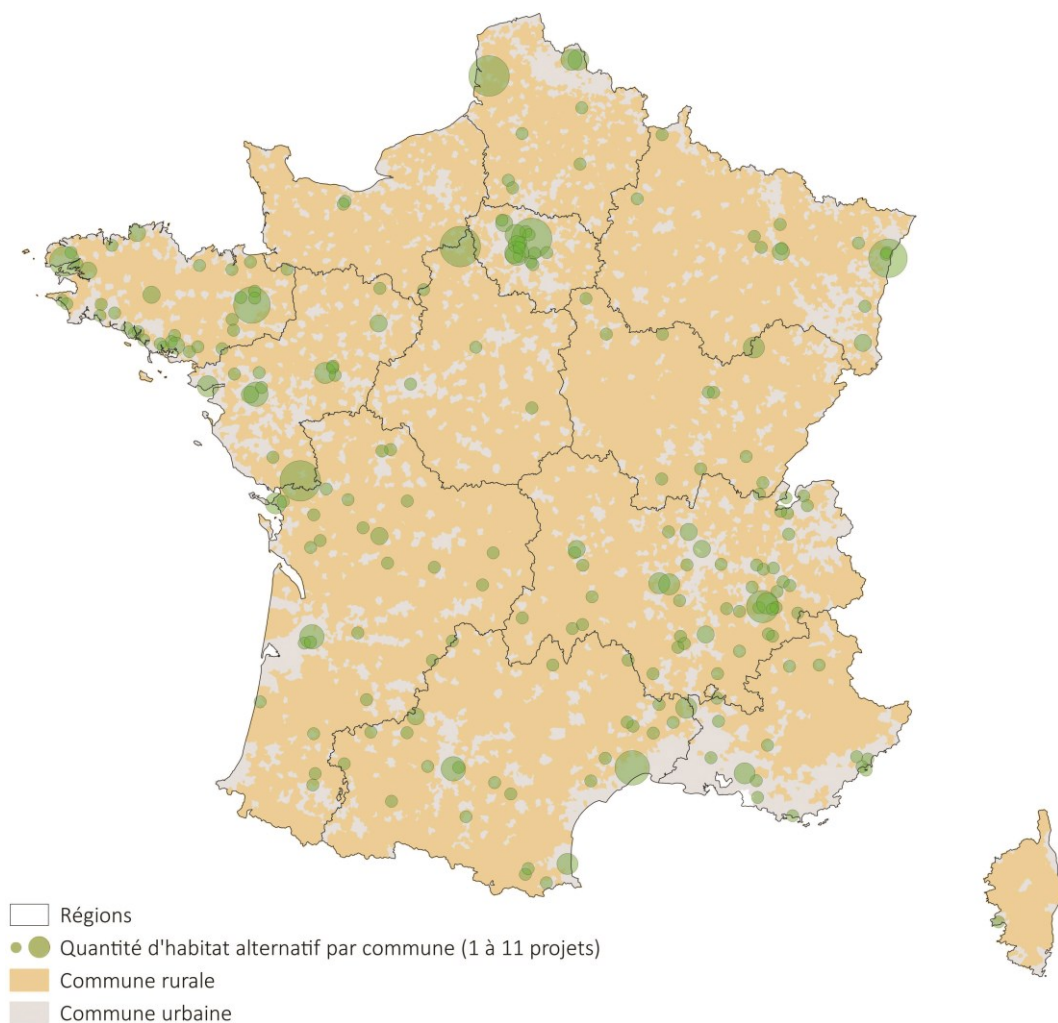 Régions
Quantité d'habitat alternatif par commune (1 à 11 projets)
Commune rurale
Commune urbaine